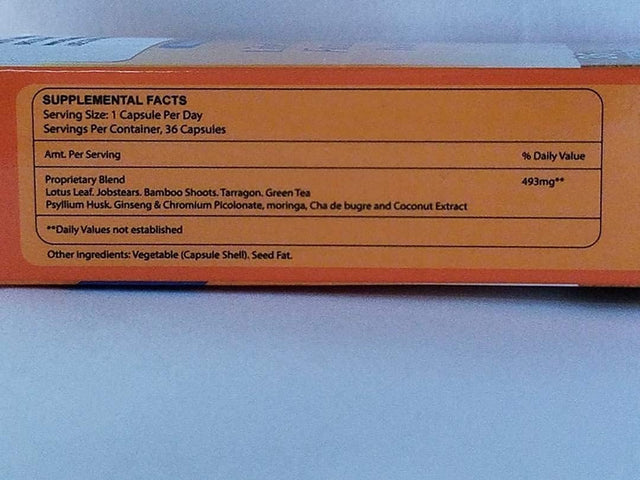 SUPPLEMENTAL FACTS
Serving Size: 1 Capsule Per Day
Servings Per Container, 36 Capsules
Amt. Per Serving % Daily Value
Proprietary Blend 493mg**
Lotus Leaf. Jobstears. Bamboo Shoots. Tarragon. Green Tea
Psyllium Husk. Ginseng & Chromium Picolonate, moringa, Cha de bugre and Coconut Extract
**Daily Values not established
Other Ingredients: Vegetable (Capsule Shell). Seed Fat.